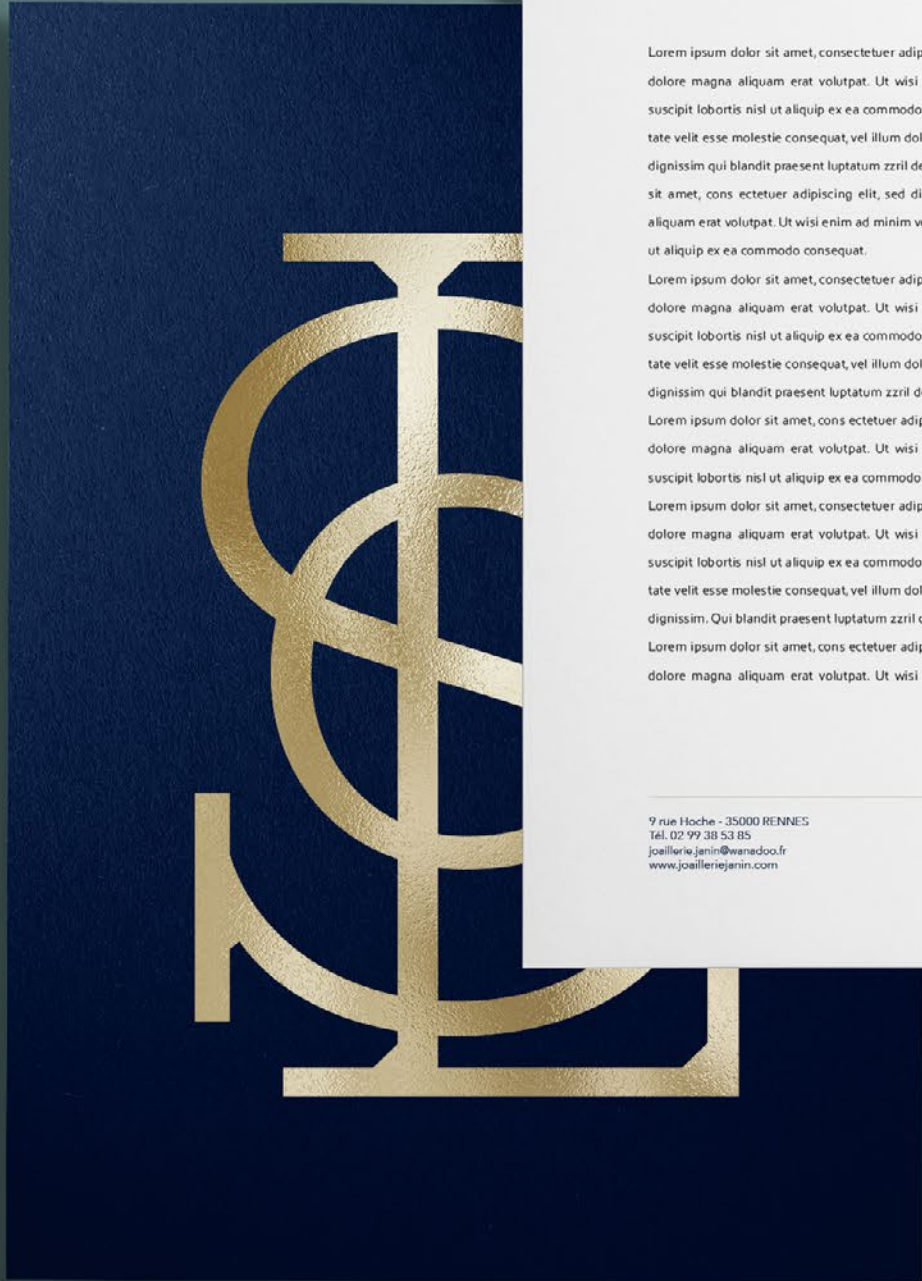 Lorem ipsum dolor sit amet, consectetuer adip
dolore magna aliquam erat volutpat. Ut wisi
suscipit lobortis nisl ut aliquip ex ea commodo
tate velit esse molestie consequat, vel illum dol
dignissim qui blandit praesent luptatum zzril de
sit amet, cons ectetuer adipiscing elit, sed di
aliquam erat volutpat. Ut wisi enim ad minim v
ut aliquip ex ea commodo consequat.
Lorem ipsum dolor sit amet, consectetuer adip
dolore magna aliquam erat volutpat. Ut wisi
suscipit lobortis nisl ut aliquip ex ea commodo
tate velit esse molestie consequat, vel illum dol
dignissim qui blandit praesent luptatum zzril d
Lorem ipsum dolor sit amet, cons ectetuer adip
dolore magna aliquam erat volutpat. Ut wisi
suscipit lobortis nisl ut aliquip ex ea commodo
Lorem ipsum dolor sit amet, consectetuer adip
dolore magna aliquam erat volutpat. Ut wisi
suscipit lobortis nisl ut aliquip ex ea commodo
tate velit esse molestie consequat, vel illum dol
dignissim. Qui blandit praesent luptatum zzril
Lorem ipsum dolor sit amet, cons ectetuer adip
dolore magna aliquam erat volutpat. Ut wisi
9 rue Hoche - 35000 RENNES
Tél. 02 99 38 53 85
joaillerie.janin@wanadoo.fr
www.joailleriejanin.com